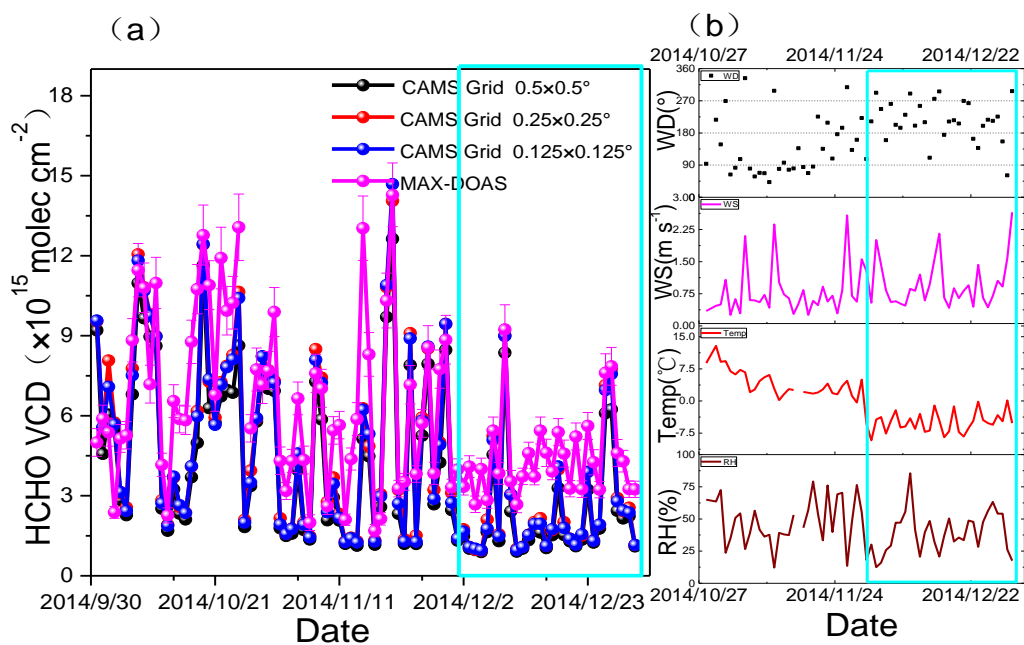 （a）
HCHO VCD （×10¹⁵ molec cm⁻²）
18
15
12
9
6
3
0
CAMS Grid 0.5×0.5°
CAMS Grid 0.25×0.25°
CAMS Grid 0.125×0.125°
MAX-DOAS
2014/9/30 2014/10/21 2014/11/11 2014/12/2 2014/12/23
Date
（b）
2014/10/27 2014/11/24 2014/12/22
WD(°)
360
270
180
90
WD
WS(m s⁻¹)
3.00
2.25
1.50
0.75
0.00
WS
Temp(℃)
7.5
0.0
-7.5
Temp
RH(%)
100
75
50
25
0
RH
2014/10/27 2014/11/24 2014/12/22
Date